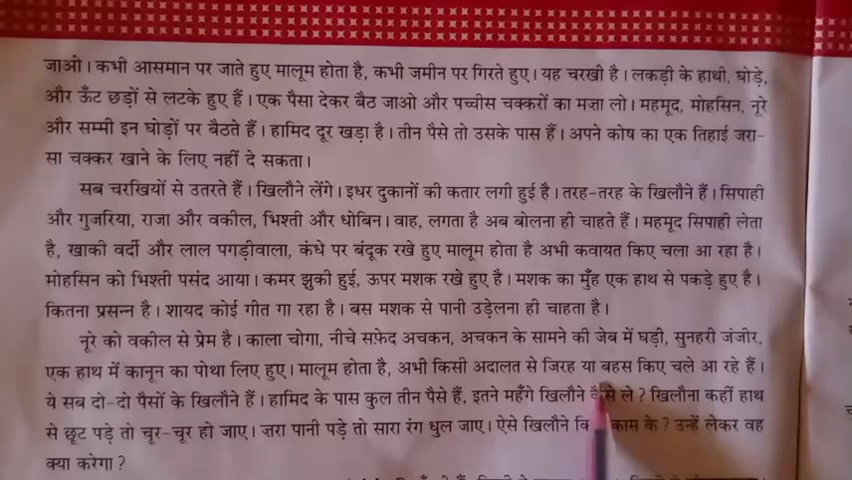 जाओ। कभी आसमान पर जाते हुए मालूम होता है, कभी जमीन पर गिरते हुए। यह चरखी है। लकड़ी के हाथी, घोड़े,
और ऊँट छड़ों से लटके हुए हैं। एक पैसा देकर बैठ जाओ और पच्चीस चक्करों का मज़ा लो। महमूद, मोहसिन, नूरे
और सम्मी इन घोड़ों पर बैठते हैं। हामिद दूर खड़ा है। तीन पैसे तो उसके पास हैं। अपने कोष का एक तिहाई जरा-
सा चक्कर खाने के लिए नहीं दे सकता।
सब चरखियों से उतरते हैं। खिलौने लेंगे। इधर दुकानों की कतार लगी हुई है। तरह-तरह के खिलौने हैं। सिपाही
और गुजरिया, राजा और वकील, भिश्ती और धोबिन। वाह, लगता है अब बोलना ही चाहते हैं। महमूद सिपाही लेता
है, खाकी वर्दी और लाल पगड़ीवाला, कंधे पर बंदूक रखे हुए मालूम होता है अभी कवायत किए चला आ रहा है।
मोहसिन को भिश्ती पसंद आया। कमर झुकी हुई, ऊपर मशक रखे हुए है। मशक का मुँह एक हाथ से पकड़े हुए है।
कितना प्रसन्न है। शायद कोई गीत गा रहा है। बस मशक से पानी उड़ेलना ही चाहता है।
नूरे को वकील से प्रेम है। काला चोगा, नीचे सफ़ेद अचकन, अचकन के सामने की जेब में घड़ी, सुनहरी जंजीर,
एक हाथ में कानून का पोथा लिए हुए। मालूम होता है, अभी किसी अदालत से जिरह या बहस किए चले आ रहे हैं।
ये सब दो-दो पैसों के खिलौने हैं। हामिद के पास कुल तीन पैसे हैं, इतने महँगे खिलौने कैसे ले? खिलौना कहीं हाथ
से छूट पड़े तो चूर-चूर हो जाए। ज़रा पानी पड़े तो सारा रंग धुल जाए। ऐसे खिलौने काम के? उन्हें लेकर वह
क्या करेगा?